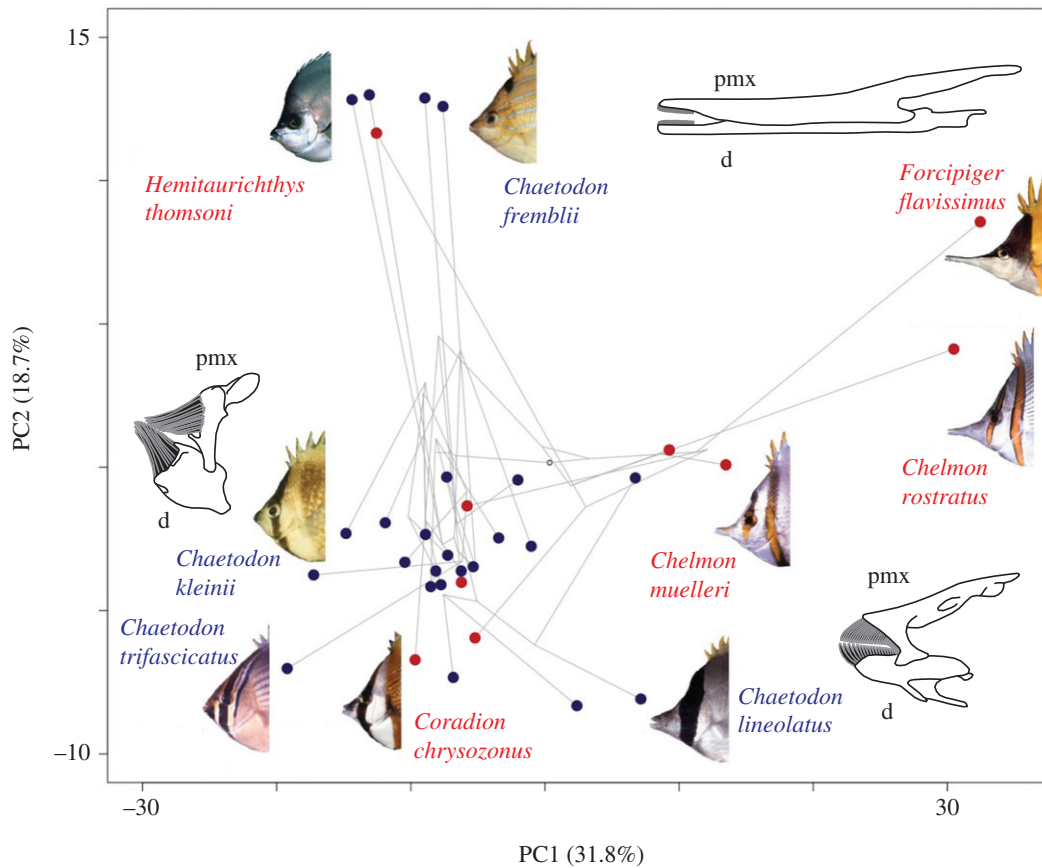 15
pmx
d
Hemitaurichthys
thomsoni
Chaetodon
fremblii
Forcipiger
flavissimus
PC2 (18.7%)
pmx
d
Chaetodon
kleinii
Chelmon
rostratus
Chelmon
muelleri
pmx
d
Chaetodon
trifascicatus
Coradion
chrysozonus
Chaetodon
lineolatus
–10
–30
30
PC1 (31.8%)